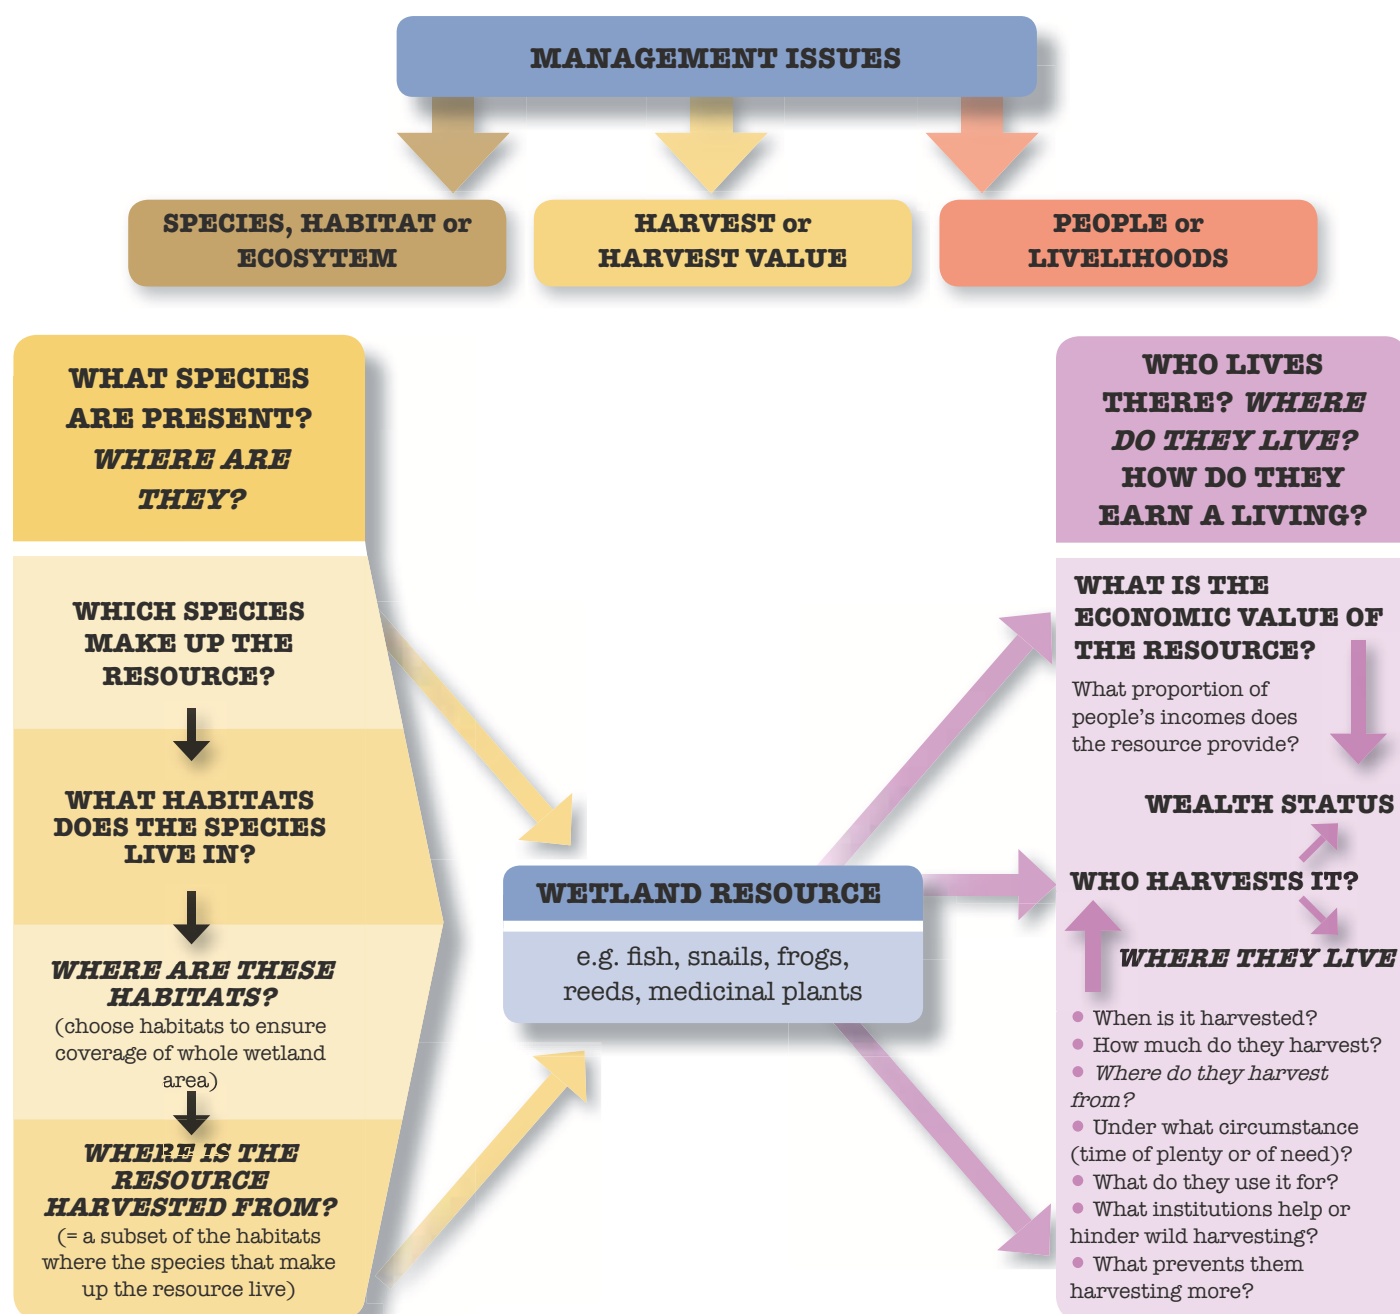 MANAGEMENT ISSUES
SPECIES, HABITAT or
ECOSYTEM
HARVEST or
HARVEST VALUE
PEOPLE or
LIVELIHOODS
WHAT SPECIES
ARE PRESENT?
WHERE ARE
THEY?
WHICH SPECIES
MAKE UP THE
RESOURCE?
WHAT HABITATS
DOES THE SPECIES
LIVE IN?
WHERE ARE THESE
HABITATS?
(choose habitats to ensure
coverage of whole wetland
area)
WHERE IS THE
RESOURCE
HARVESTED FROM?
(= a subset of the habitats
where the species that make
up the resource live)
WETLAND RESOURCE
e.g. fish, snails, frogs,
reeds, medicinal plants
WHO LIVES
THERE? WHERE
DO THEY LIVE?
HOW DO THEY
EARN A LIVING?
WHAT IS THE
ECONOMIC VALUE OF
THE RESOURCE?
What proportion of
people's incomes does
the resource provide?
WEALTH STATUS
WHO HARVESTS IT?
WHERE THEY LIVE
• When is it harvested?
• How much do they harvest?
• Where do they harvest
from?
• Under what circumstance
(time of plenty or of need)?
• What do they use it for?
• What institutions help or
hinder wild harvesting?
• What prevents them
harvesting more?